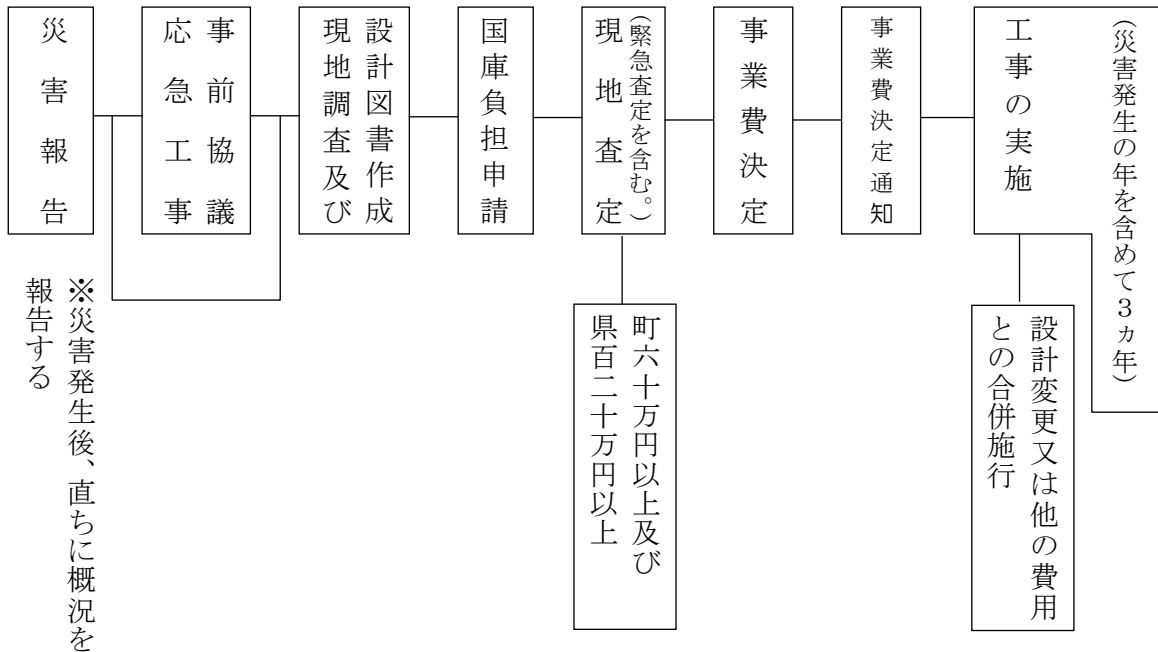 災害報告
※災害発生後、直ちに概況を
報告する
事前協議
応急工事
設計図書作成
現地調査及び
国庫負担申請
(緊急査定を含む。)
現地査定
町六十万円以上及び
県百二十万円以上
事業費決定
事業費決定通知
(災害発生の年を含めて３ヵ年)
工事の実施
設計変更又は他の費用
との合併施行